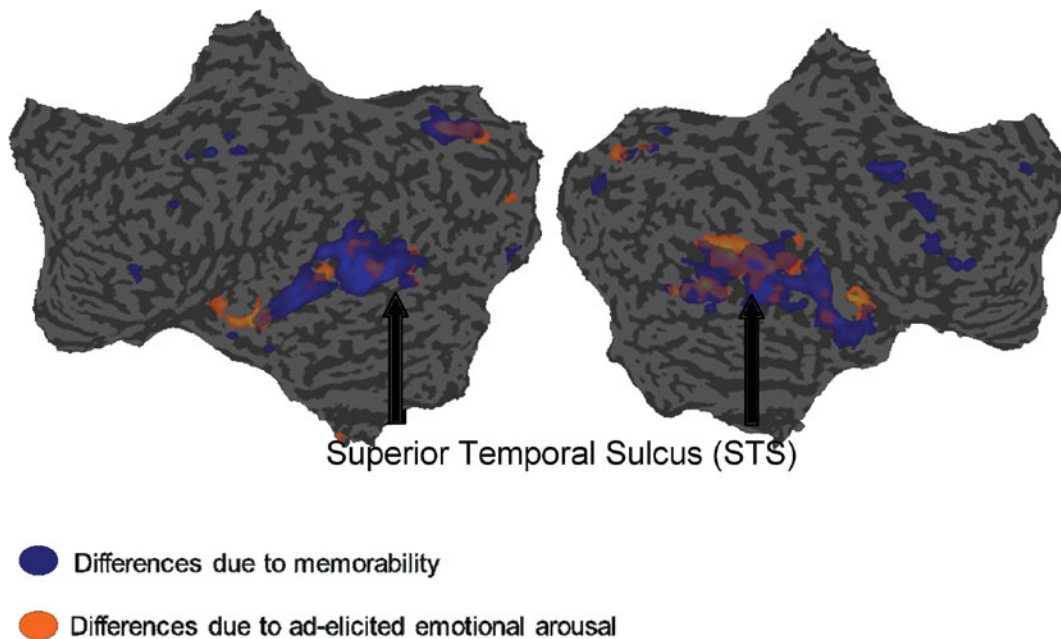 Superior Temporal Sulcus (STS)
Differences due to memorability
Differences due to ad-elicited emotional arousal